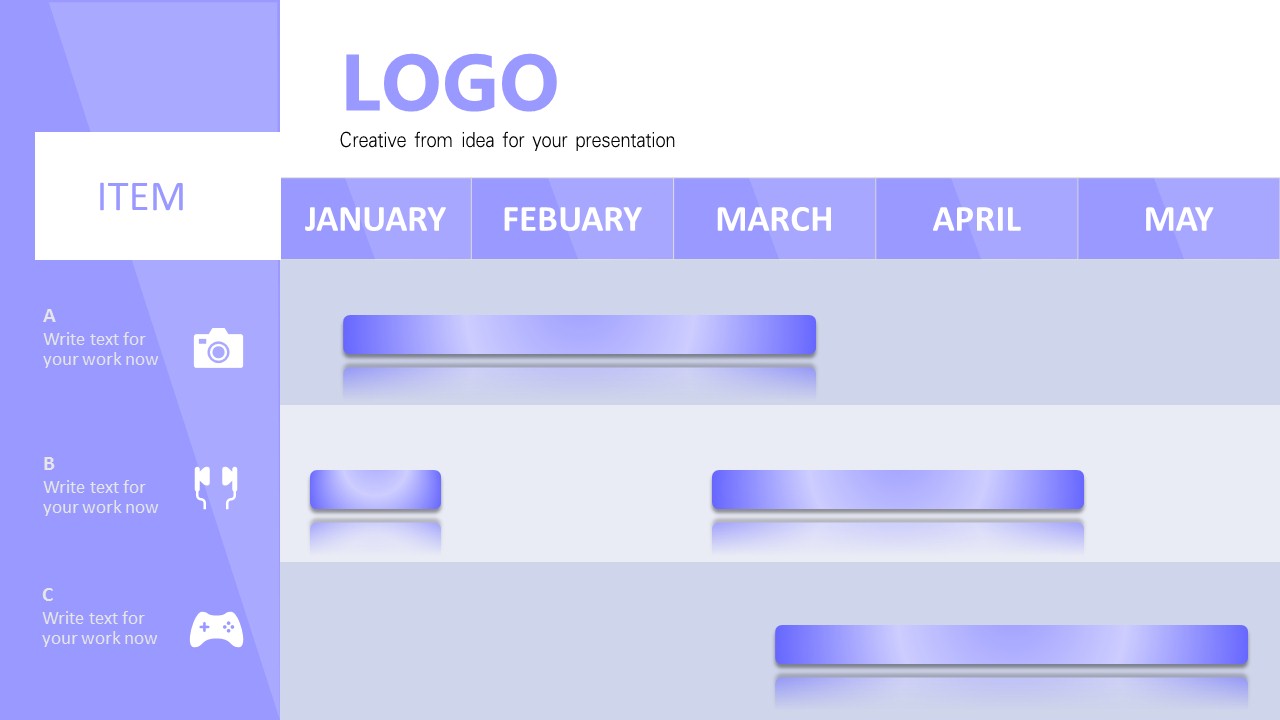 LOGO
Creative from idea for your presentation
ITEM
JANUARY FEBUARY MARCH APRIL MAY
A
Write text for
your work now
B
Write text for
your work now
C
Write text for
your work now